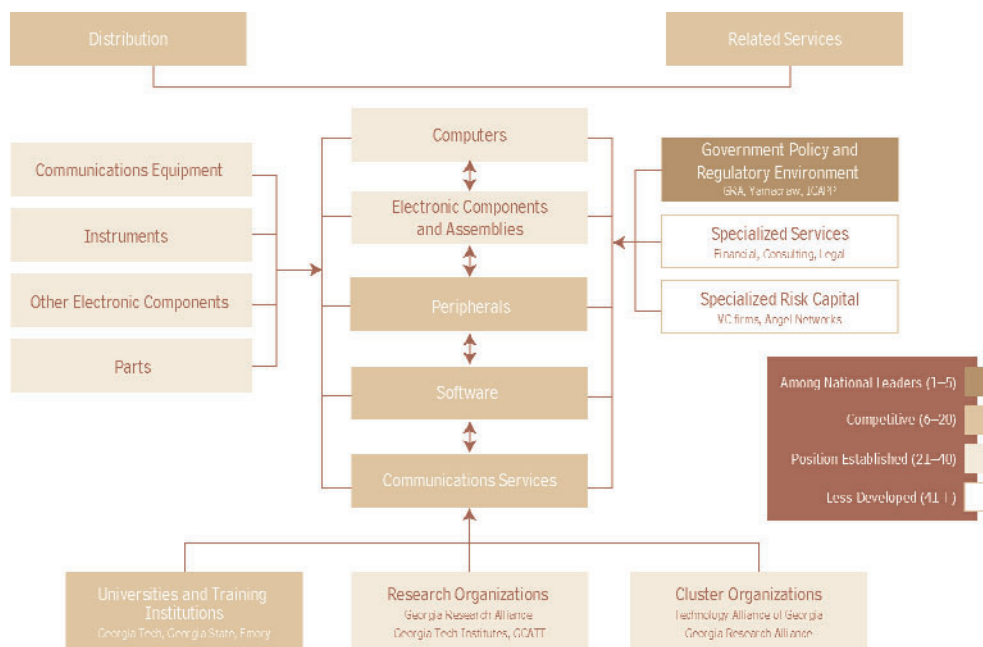 Distribution
Related Services
Computers
Communications Equipment
Instruments
Other Electronic Components
Parts
Electronic Components
and Assemblies
Peripherals
Software
Communications Services
Government Policy and
Regulatory Environment
GRA, Yamacraw, ICAPP
Specialized Services
Financial, Consulting, Legal
Specialized Risk Capital
VC firms, Angel Networks
Among National Leaders (1–5)
Competitive (6–20)
Position Established (21–40)
Less Developed (41+)
Universities and Training
Institutions
Georgia Tech, Georgia State, Emory
Research Organizations
Georgia Research Alliance
Georgia Tech Institutes, GCATT
Cluster Organizations
Technology Alliance of Georgia
Georgia Research Alliance